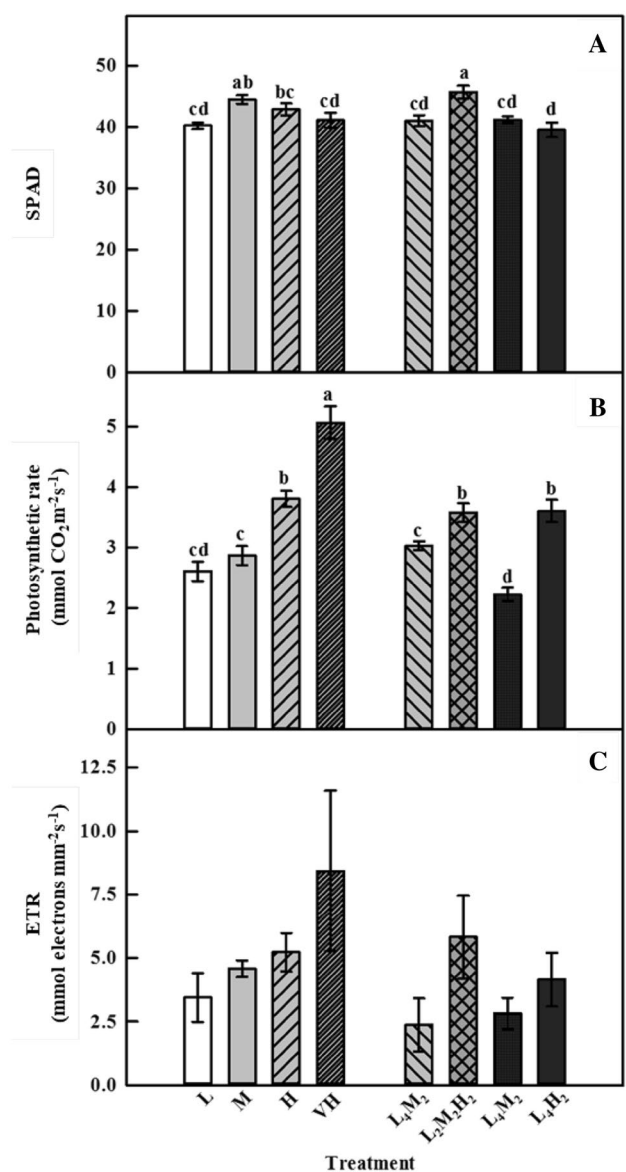 A
50
40
30
20
10
0
SPAD
cd ab bc cd cd a cd d
B
5
4
3
2
1
0
Photosynthetic rate
(mmol CO₂m⁻²s⁻¹)
cd c b a c b d b
C
12.5
10.0
7.5
5.0
2.5
0.0
ETR
(mmol electrons mm⁻²s⁻¹)
L M H VH L₄M₂ L₂M₂H₂ L₄M₂ L₄H₂
Treatment